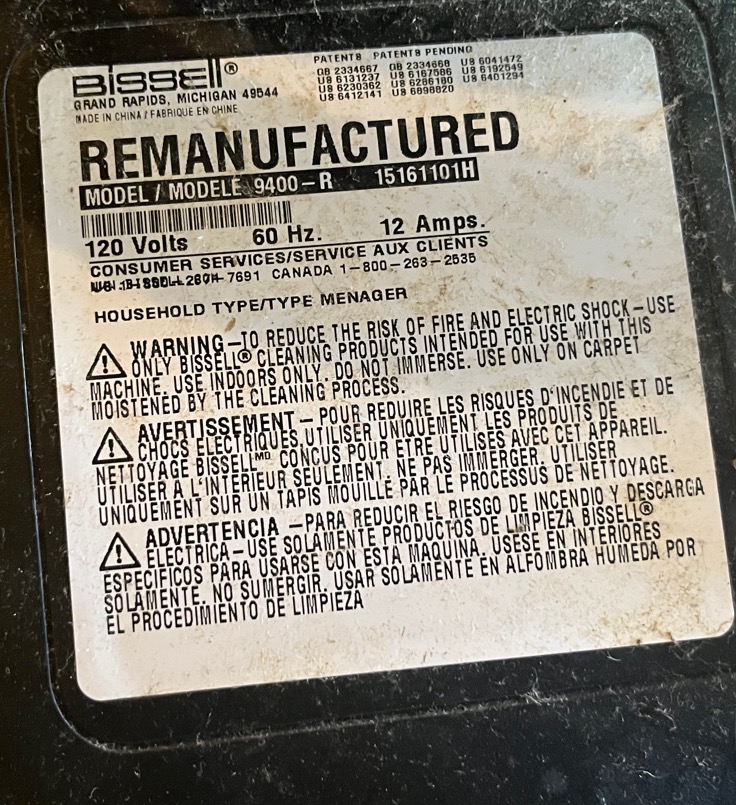 BISSELL®
GRAND RAPIDS, MICHIGAN 49544
MADE IN CHINA / FABRIQUE EN CHINE
PATENTS PATENTS PENDING
GB 2334667 GB 2334668 US 6041472
US 6131237 US 6167586 US 6192549
US 6230362 US 6286180 US 6401294
US 6412141 US 6898820
REMANUFACTURED
MODEL / MODELE 9400-R 15161101H
120 Volts 60 Hz. 12 Amps.
CONSUMER SERVICES/SERVICE AUX CLIENTS
7691 CANADA 1-800-263-2535
HOUSEHOLD TYPE/TYPE MENAGER
WARNING-TO REDUCE THE RISK OF FIRE AND ELECTRIC SHOCK-USE
ONLY BISSELL® CLEANING PRODUCTS INTENDED FOR USE WITH THIS
MACHINE. USE INDOORS ONLY. DO NOT IMMERSE. USE ONLY ON CARPET
MOISTENED BY THE CLEANING PROCESS.
AVERTISSEMENT - POUR REDUIRE LES RISQUES D'INCENDIE ET DE
CHOCS ELECTRIQUES, UTILISER UNIQUEMENT LES PRODUITS DE
NETTOYAGE BISSELL MD CONCUS POUR ETRE UTILISES AVEC CET APPAREIL.
UTILISER A L'INTERIEUR SEULEMENT. NE PAS IMMERGER. UTILISER
UNIQUEMENT SUR UN TAPIS MOUILLE PAR LE PROCESSUS DE NETTOYAGE.
ADVERTENCIA -PARA REDUCIR EL RIESGO DE INCENDIO Y DESCARGA
ELECTRICA-USE SOLAMENTE PRODUCTOS DE LIMPIEZA BISSELL®
ESPECIFICOS PARA USARSE CON ESTA MAQUINA. USESE EN INTERIORES
SOLAMENTE. NO SUMERGIR. USAR SOLAMENTE EN ALFOMBRA HUMEDA POR
EL PROCEDIMIENTO DE LIMPIEZA